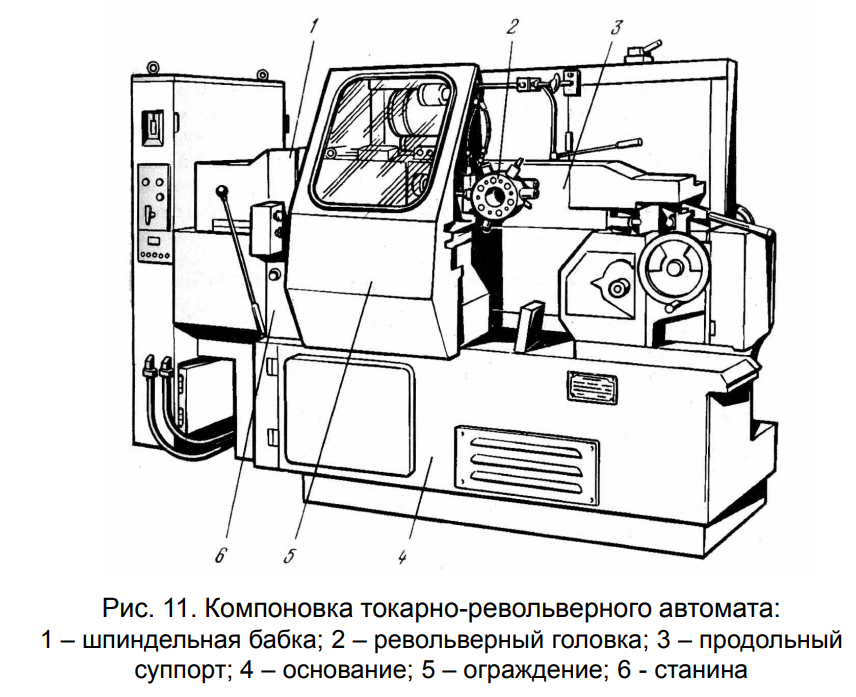 1 2 3
6 5 4
Рис. 11. Компоновка токарно-револьверного автомата:
1 – шпиндельная бабка; 2 – револьверный головка; 3 – продольный
суппорт; 4 – основание; 5 – ограждение; 6 - станина